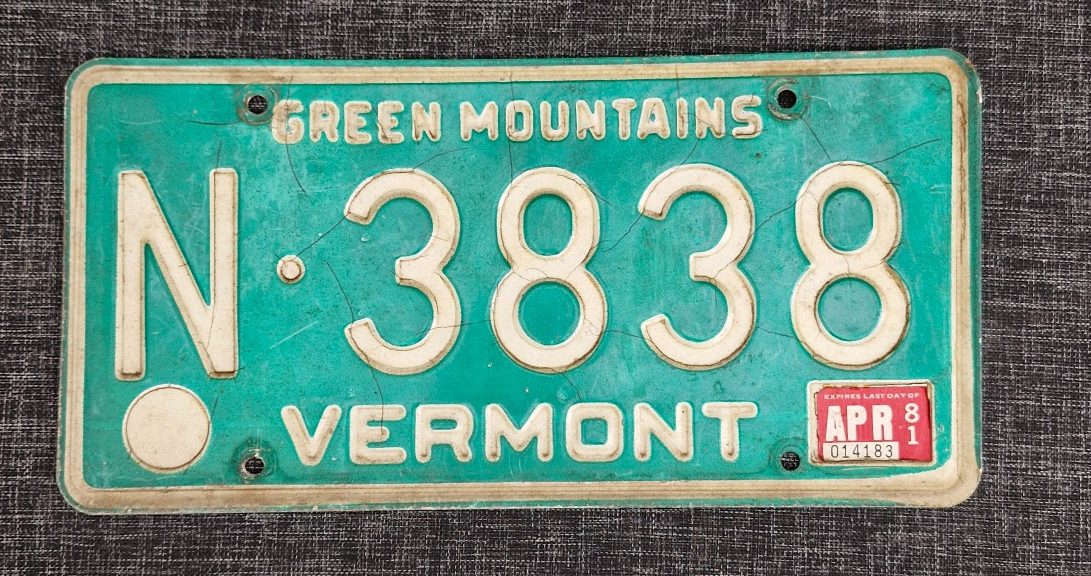 GREEN MOUNTAINS
N·3838
VERMONT
EXPIRES LAST DAY OF
APR 81
014183